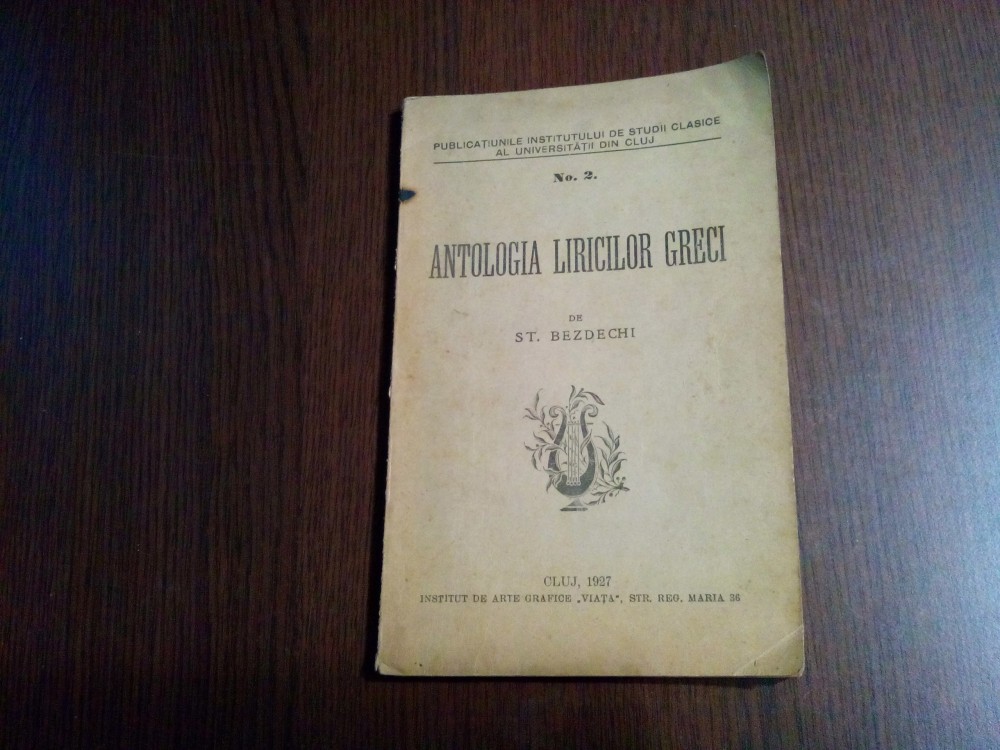 PUBLICAȚIUNILE INSTITUTULUI DE STUDII CLASICE
AL UNIVERSITĂȚII DIN CLUJ
No. 2.
ANTOLOGIA LIRICILOR GRECI
DE
ST. BEZDECHI
CLUJ, 1927
INSTITUT DE ARTE GRAFICE „VIAȚA“, STR. REG. MARIA 36